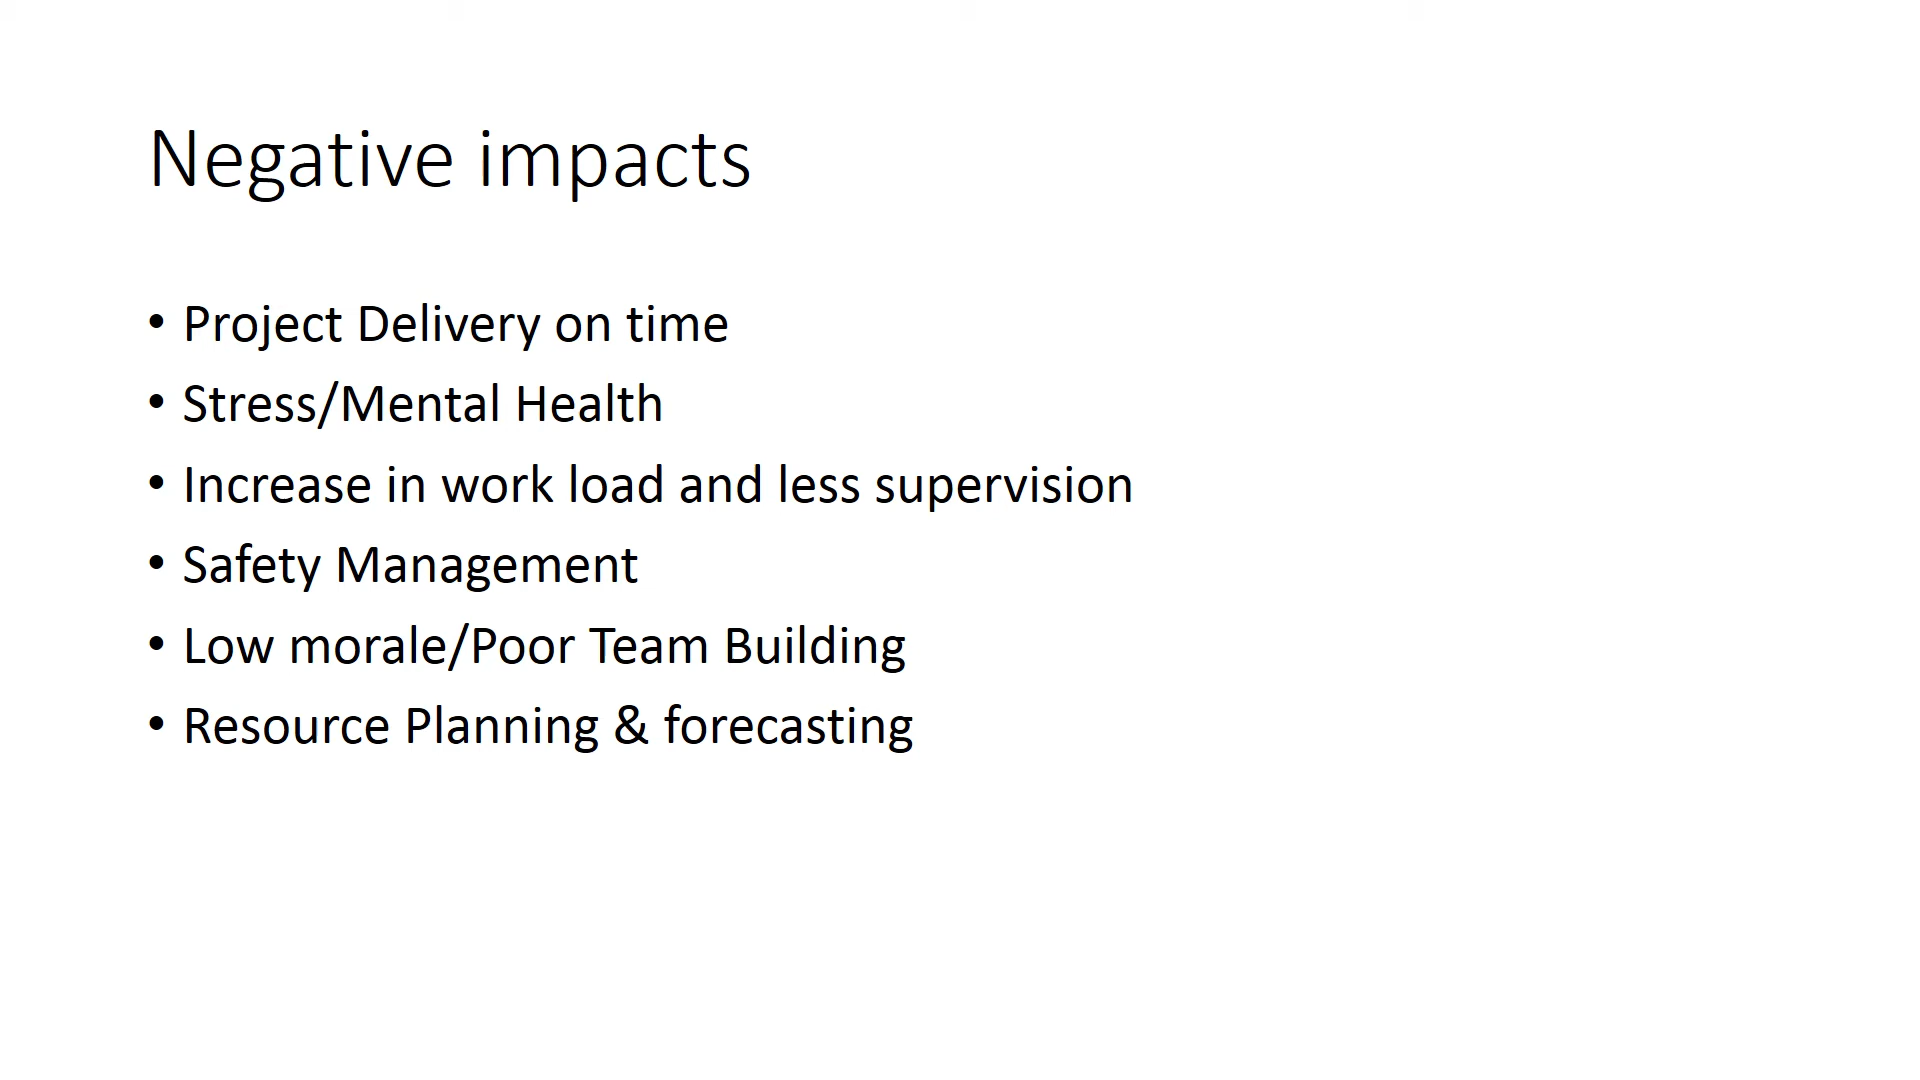 Negative impacts
• Project Delivery on time
• Stress/Mental Health
• Increase in work load and less supervision
• Safety Management
• Low morale/Poor Team Building
• Resource Planning & forecasting